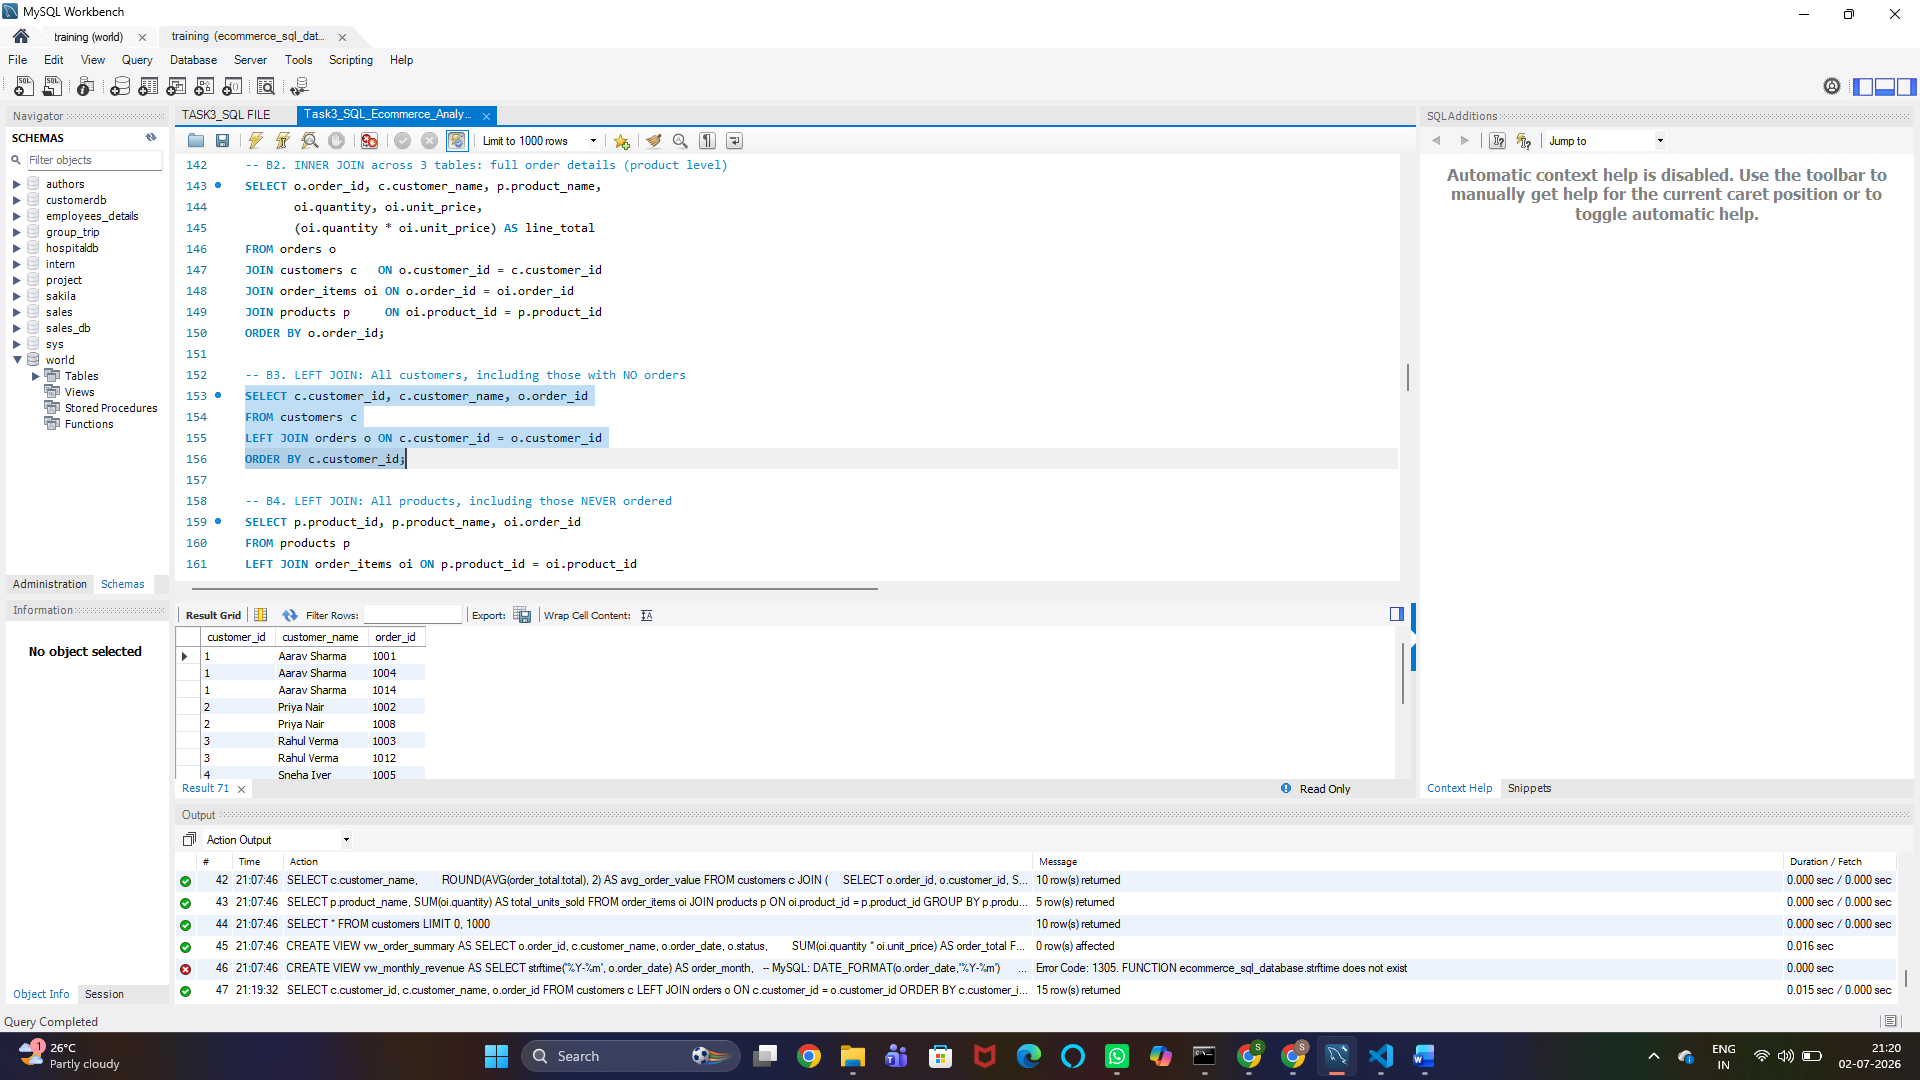 MySQL Workbench
training (world)
training (ecommerce_sql_dat...
File Edit View Query Database Server Tools Scripting Help
Navigator
SCHEMAS
Filter objects
authors
customerdb
employees_details
group_trip
hospitaldb
intern
project
sakila
sales
sales_db
sys
world
Tables
Views
Stored Procedures
Functions
Administration Schemas
Information
No object selected
Object Info Session
TASK3_SQL FILE
Task3_SQL_Ecommerce_Analy...
Limit to 1000 rows
142 -- B2. INNER JOIN across 3 tables: full order details (product level)
143 SELECT o.order_id, c.customer_name, p.product_name,
144 oi.quantity, oi.unit_price,
145 (oi.quantity * oi.unit_price) AS line_total
146 FROM orders o
147 JOIN customers c ON o.customer_id = c.customer_id
148 JOIN order_items oi ON o.order_id = oi.order_id
149 JOIN products p ON oi.product_id = p.product_id
150 ORDER BY o.order_id;
151
152 -- B3. LEFT JOIN: All customers, including those with NO orders
153 SELECT c.customer_id, c.customer_name, o.order_id
154 FROM customers c
155 LEFT JOIN orders o ON c.customer_id = o.customer_id
156 ORDER BY c.customer_id;
157
158 -- B4. LEFT JOIN: All products, including those NEVER ordered
159 SELECT p.product_id, p.product_name, oi.order_id
160 FROM products p
161 LEFT JOIN order_items oi ON p.product_id = oi.product_id
Result Grid Filter Rows: Export: Wrap Cell Content:
customer_id customer_name order_id
1 Aarav Sharma 1001
1 Aarav Sharma 1004
1 Aarav Sharma 1014
2 Priya Nair 1002
2 Priya Nair 1008
3 Rahul Verma 1003
3 Rahul Verma 1012
4 Sneha Iyer 1005
Result 71
Read Only
SQLAdditions
Jump to
Automatic context help is disabled. Use the toolbar to
manually get help for the current caret position or to
toggle automatic help.
Context Help Snippets
Output
Action Output
# Time Action Message Duration / Fetch
42 21:07:46 SELECT c.customer_name, ROUND(AVG(order_total.total), 2) AS avg_order_value FROM customers c JOIN ( SELECT o.order_id, o.customer_id, S... 10 row(s) returned 0.000 sec / 0.000 sec
43 21:07:46 SELECT p.product_name, SUM(oi.quantity) AS total_units_sold FROM order_items oi JOIN products p ON oi.product_id = p.product_id GROUP BY p.produ... 5 row(s) returned 0.000 sec / 0.000 sec
44 21:07:46 SELECT * FROM customers LIMIT 0, 1000 10 row(s) returned 0.000 sec / 0.000 sec
45 21:07:46 CREATE VIEW vw_order_summary AS SELECT o.order_id, c.customer_name, o.order_date, o.status, SUM(oi.quantity * oi.unit_price) AS order_total F... 0 row(s) affected 0.016 sec
46 21:07:46 CREATE VIEW vw_monthly_revenue AS SELECT strftime('%Y-%m', o.order_date) AS order_month, -- MySQL: DATE_FORMAT(o.order_date,'%Y-%m') ... Error Code: 1305. FUNCTION ecommerce_sql_database.strftime does not exist 0.000 sec
47 21:19:32 SELECT c.customer_id, c.customer_name, o.order_id FROM customers c LEFT JOIN orders o ON c.customer_id = o.customer_id ORDER BY c.customer_i... 15 row(s) returned 0.015 sec / 0.000 sec
Query Completed
1
26°C
Partly cloudy
Search
S
S
ENG
IN
21:20
02-07-2026